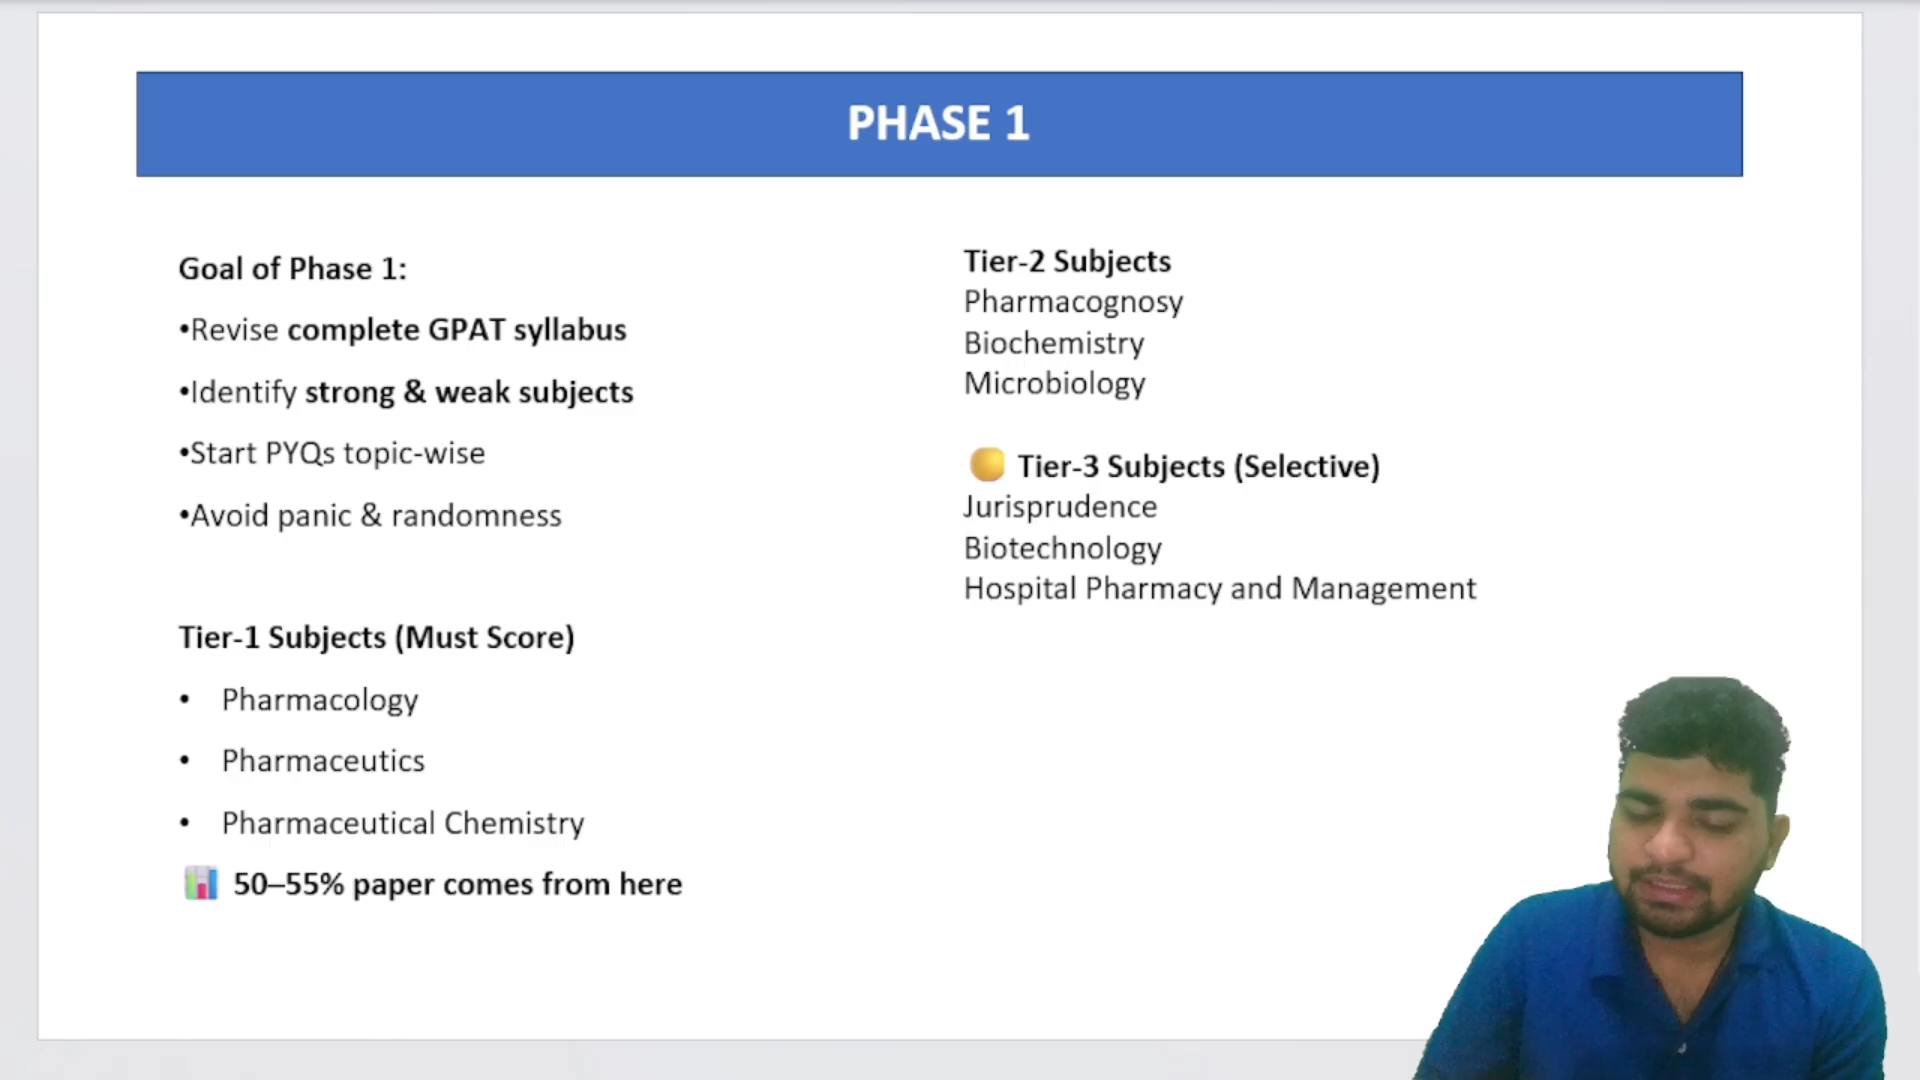 PHASE 1
Goal of Phase 1:
•Revise complete GPAT syllabus
•Identify strong & weak subjects
•Start PYQs topic-wise
•Avoid panic & randomness
Tier-1 Subjects (Must Score)
• Pharmacology
• Pharmaceutics
• Pharmaceutical Chemistry
📊 50–55% paper comes from here
Tier-2 Subjects
Pharmacognosy
Biochemistry
Microbiology
🟡 Tier-3 Subjects (Selective)
Jurisprudence
Biotechnology
Hospital Pharmacy and Management